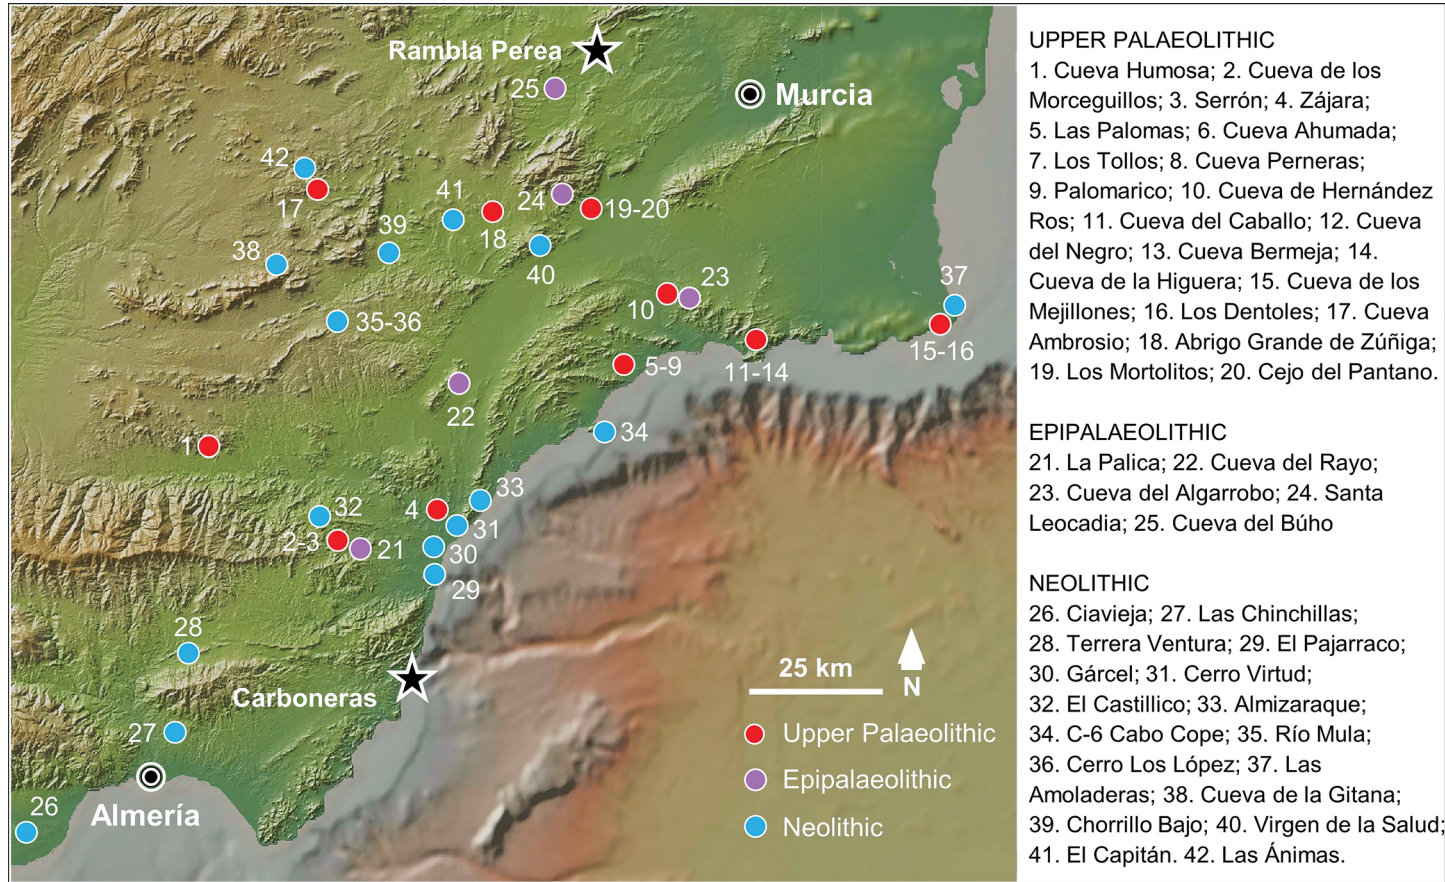 Rambla Perea
25
Murcia
42
17
41
24
19-20
39
18
38
40
23
37
10
35-36
15-16
5-9
11-14
22
34
1
33
32
4
31
2-3
21
30
29
28
25 km
N
Carboneras
27
Upper Palaeolithic
Epipalaeolithic
26
Almería
Neolithic
UPPER PALAEOLITHIC
1. Cueva Humosa; 2. Cueva de los
Morceguillos; 3. Serrón; 4. Zájara;
5. Las Palomas; 6. Cueva Ahumada;
7. Los Tollos; 8. Cueva Perneras;
9. Palomarico; 10. Cueva de Hernández
Ros; 11. Cueva del Caballo; 12. Cueva
del Negro; 13. Cueva Bermeja; 14.
Cueva de la Higuera; 15. Cueva de los
Mejillones; 16. Los Dentoles; 17. Cueva
Ambrosio; 18. Abrigo Grande de Zúñiga;
19. Los Mortolitos; 20. Cejo del Pantano.
EPIPALAEOLITHIC
21. La Palica; 22. Cueva del Rayo;
23. Cueva del Algarrobo; 24. Santa
Leocadia; 25. Cueva del Búho
NEOLITHIC
26. Ciavieja; 27. Las Chinchillas;
28. Terrera Ventura; 29. El Pajarraco;
30. Gárcel; 31. Cerro Virtud;
32. El Castillico; 33. Almizaraque;
34. C-6 Cabo Cope; 35. Río Mula;
36. Cerro Los López; 37. Las
Amoladeras; 38. Cueva de la Gitana;
39. Chorrillo Bajo; 40. Virgen de la Salud;
41. El Capitán. 42. Las Ánimas.